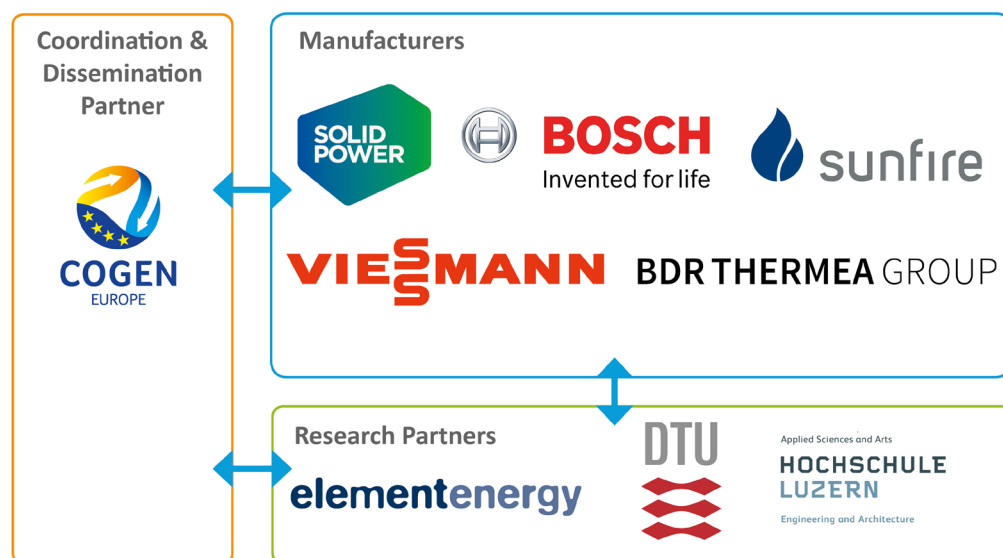 Coordination &
Dissemination
Partner
COGEN
EUROPE
Manufacturers
SOLID
POWER
BOSCH
Invented for life
sunfire
VIESSMANN
BDR THERMEA GROUP
Research Partners
elementenergy
DTU
Applied Sciences and Arts
HOCHSCHULE
LUZERN
Engineering and Architecture